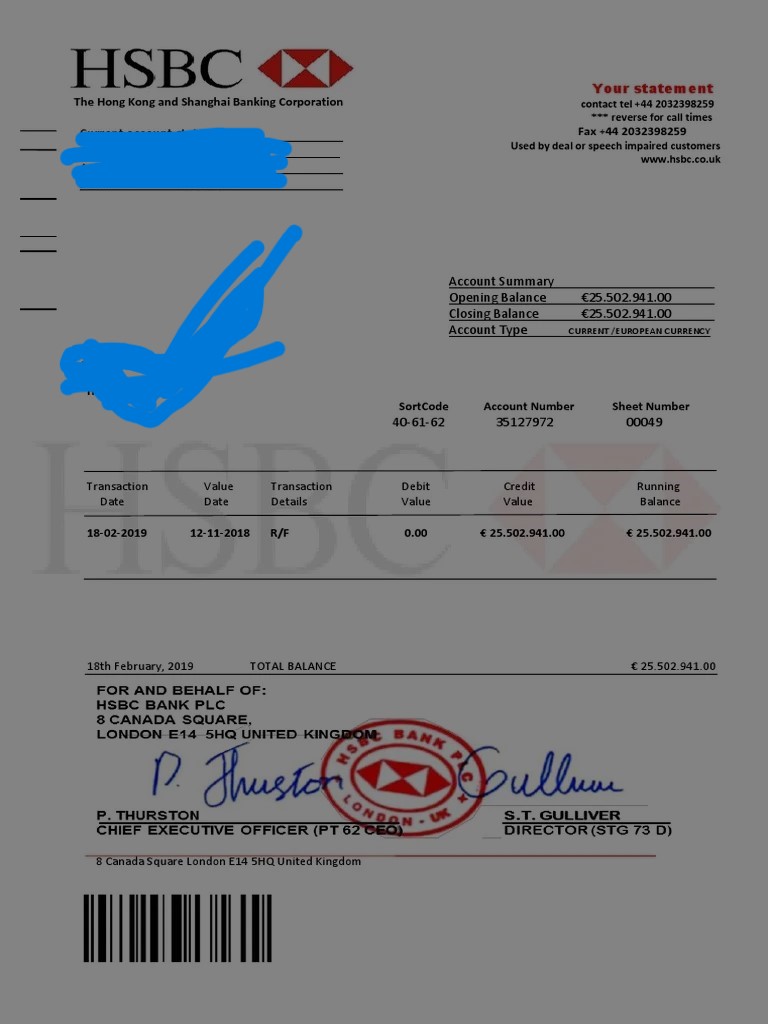 HSBC
The Hong Kong and Shanghai Banking Corporation
Your statement
contact tel +44 2032398259
*** reverse for call times
Fax +44 2032398259
Used by deal or speech impaired customers
www.hsbc.co.uk
Account Summary
Opening Balance €25.502.941.00
Closing Balance €25.502.941.00
Account Type CURRENT /EUROPEAN CURRENCY
SortCode Account Number Sheet Number
40-61-62 35127972 00049
HSBC
Transaction Value Transaction Debit Credit Running
Date Date Details Value Value Balance
18-02-2019 12-11-2018 R/F 0.00 € 25.502.941.00 € 25.502.941.00
18th February, 2019 TOTAL BALANCE € 25.502.941.00
FOR AND BEHALF OF:
HSBC BANK PLC
8 CANADA SQUARE,
LONDON E14 5HQ UNITED KINGDOM
HSBC BANK PLC
LONDON - UK
P. Thurston Gulliver
P. THURSTON S.T. GULLIVER
CHIEF EXECUTIVE OFFICER (PT 62 CEO) DIRECTOR (STG 73 D)
8 Canada Square London E14 5HQ United Kingdom